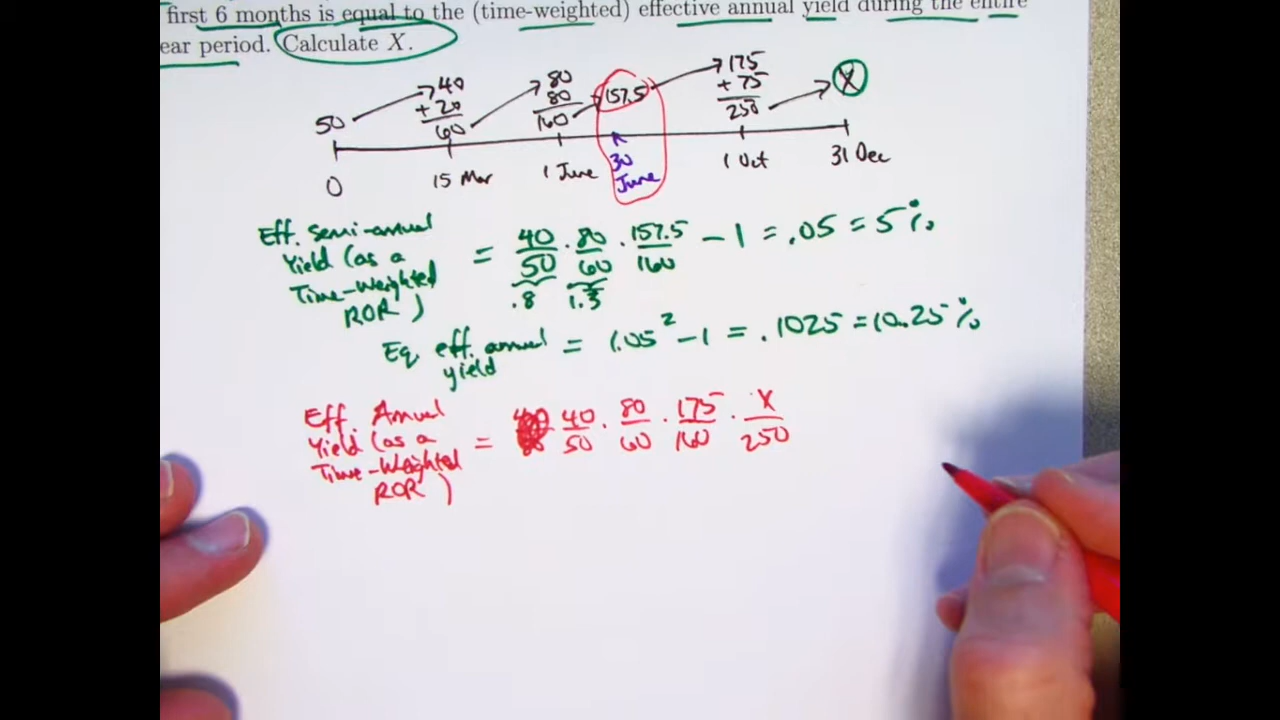 first 6 months is equal to the (time-weighted) effective annual yield during the entire
ear period. Calculate X.
50
40
+ 20
60
80
80
160
157.5
175
+ 75
250
X
0
15 Mar
1 June
30 June
1 Oct
31 Dec
Eff. Semi-annual Yield (as a Time-Weighted ROR) = 40/50 · 80/60 · 157.5/160 - 1 = .05 = 5%
.8 1.3
Eq. eff. annual yield = 1.05² - 1 = .1025 = 10.25%
Eff. Annual Yield (as a Time-Weighted ROR) = 40/50 · 80/60 · 175/160 · X/250